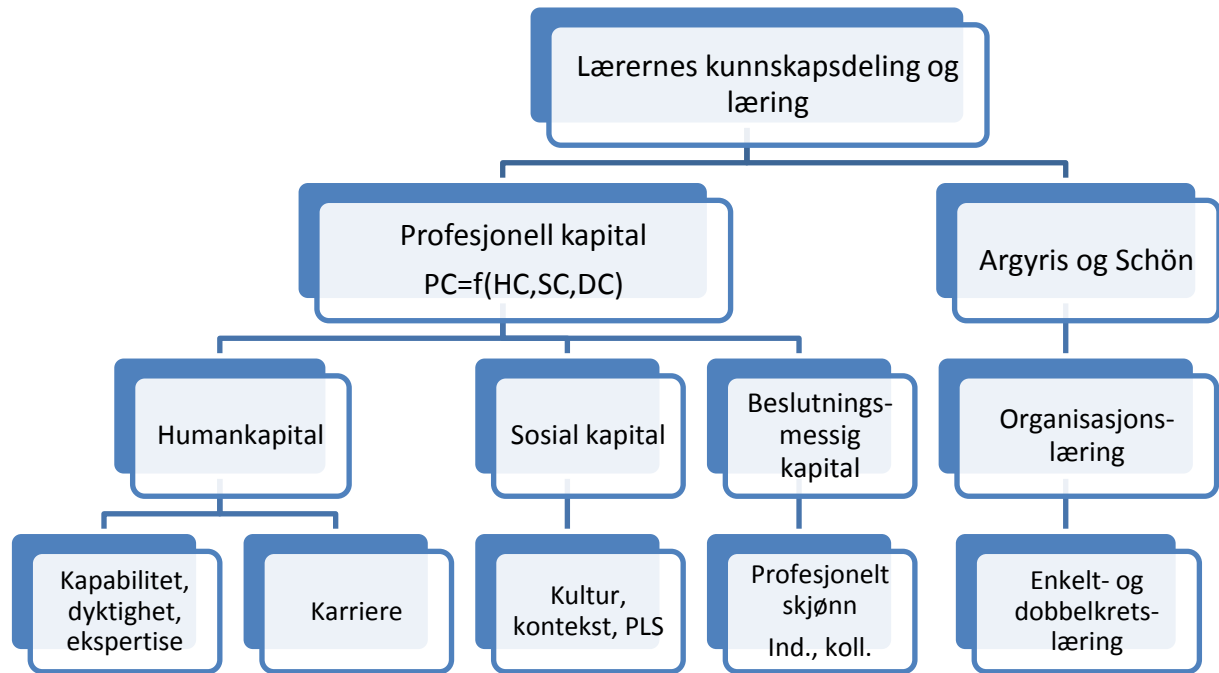 Lærernes kunnskapsdeling og
læring
Profesjonell kapital
PC=f(HC,SC,DC)
Argyris og Schön
Humankapital
Sosial kapital
Beslutnings-
messig
kapital
Organisasjons-
læring
Kapabilitet,
dyktighet,
ekspertise
Karriere
Kultur,
kontekst, PLS
Profesjonelt
skjønn
Ind., koll.
Enkelt- og
dobbelkrets-
læring